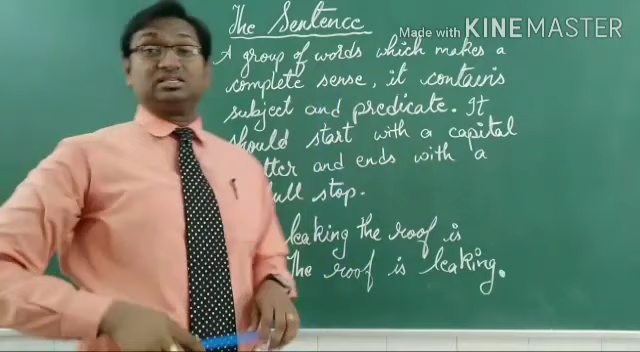 The Sentence
Made with KINEMASTER
A group of words which makes a
complete sense, it contains
subject and predicate. It
should start with a capital
and ends with a
full stop.
leaking the roof is
The roof is leaking.